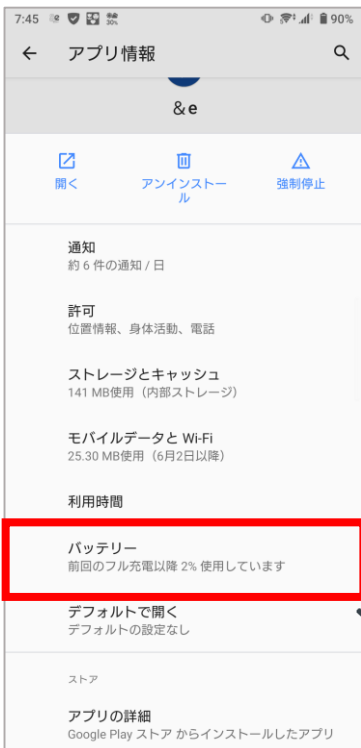 7:45 90%
アプリ情報
&e
開く
アンインストー
ル
強制停止
通知
約 6 件の通知 / 日
許可
位置情報、身体活動、電話
ストレージとキャッシュ
141 MB使用（内部ストレージ）
モバイルデータと Wi-Fi
25.30 MB使用（6月2日以降）
利用時間
バッテリー
前回のフル充電以降 2% 使用しています
デフォルトで開く
デフォルトの設定なし
ストア
アプリの詳細
Google Play ストア からインストールしたアプリ